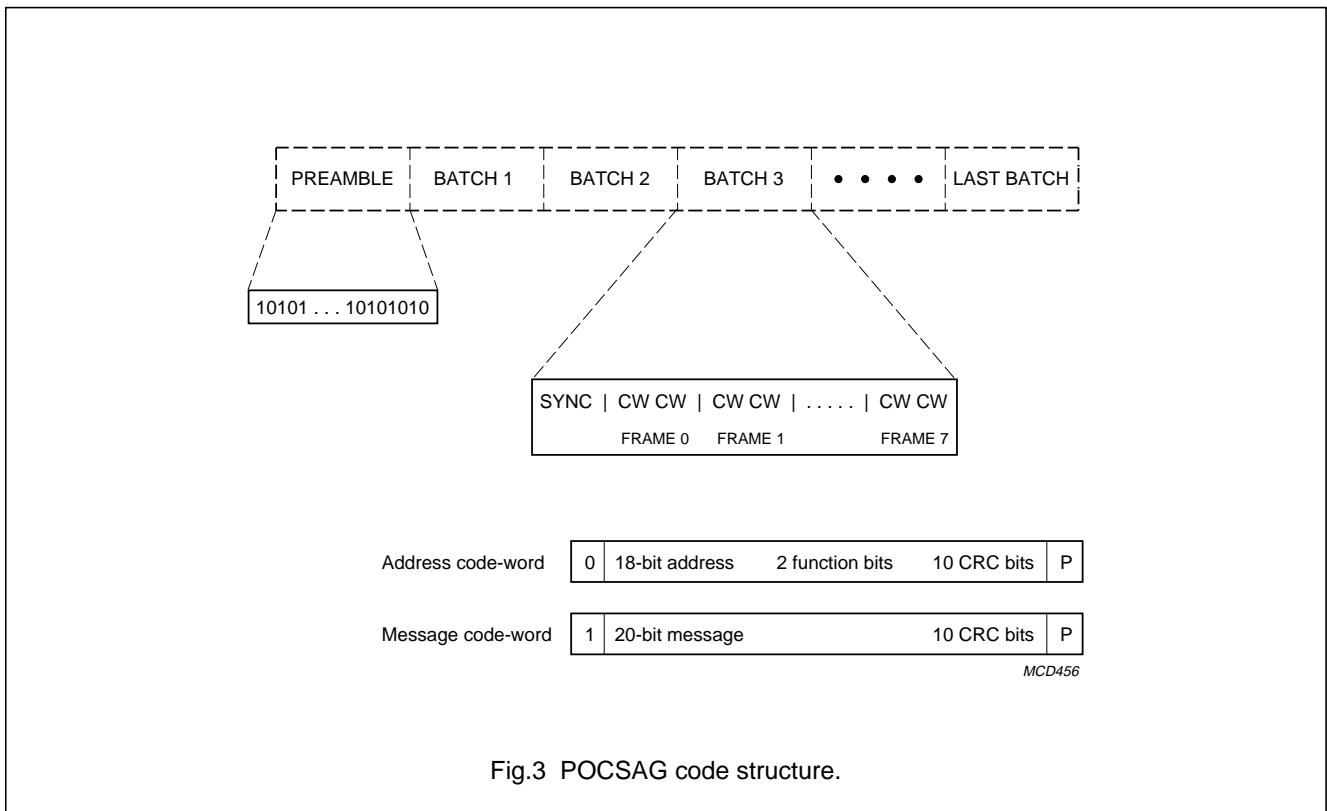 PREAMBLE BATCH 1 BATCH 2 BATCH 3 • • • • LAST BATCH
10101 . . . 10101010
SYNC | CW CW | CW CW | . . . . . | CW CW
FRAME 0 FRAME 1 FRAME 7
Address code-word 0 18-bit address 2 function bits 10 CRC bits P
Message code-word 1 20-bit message 10 CRC bits P
MCD456
Fig.3 POCSAG code structure.